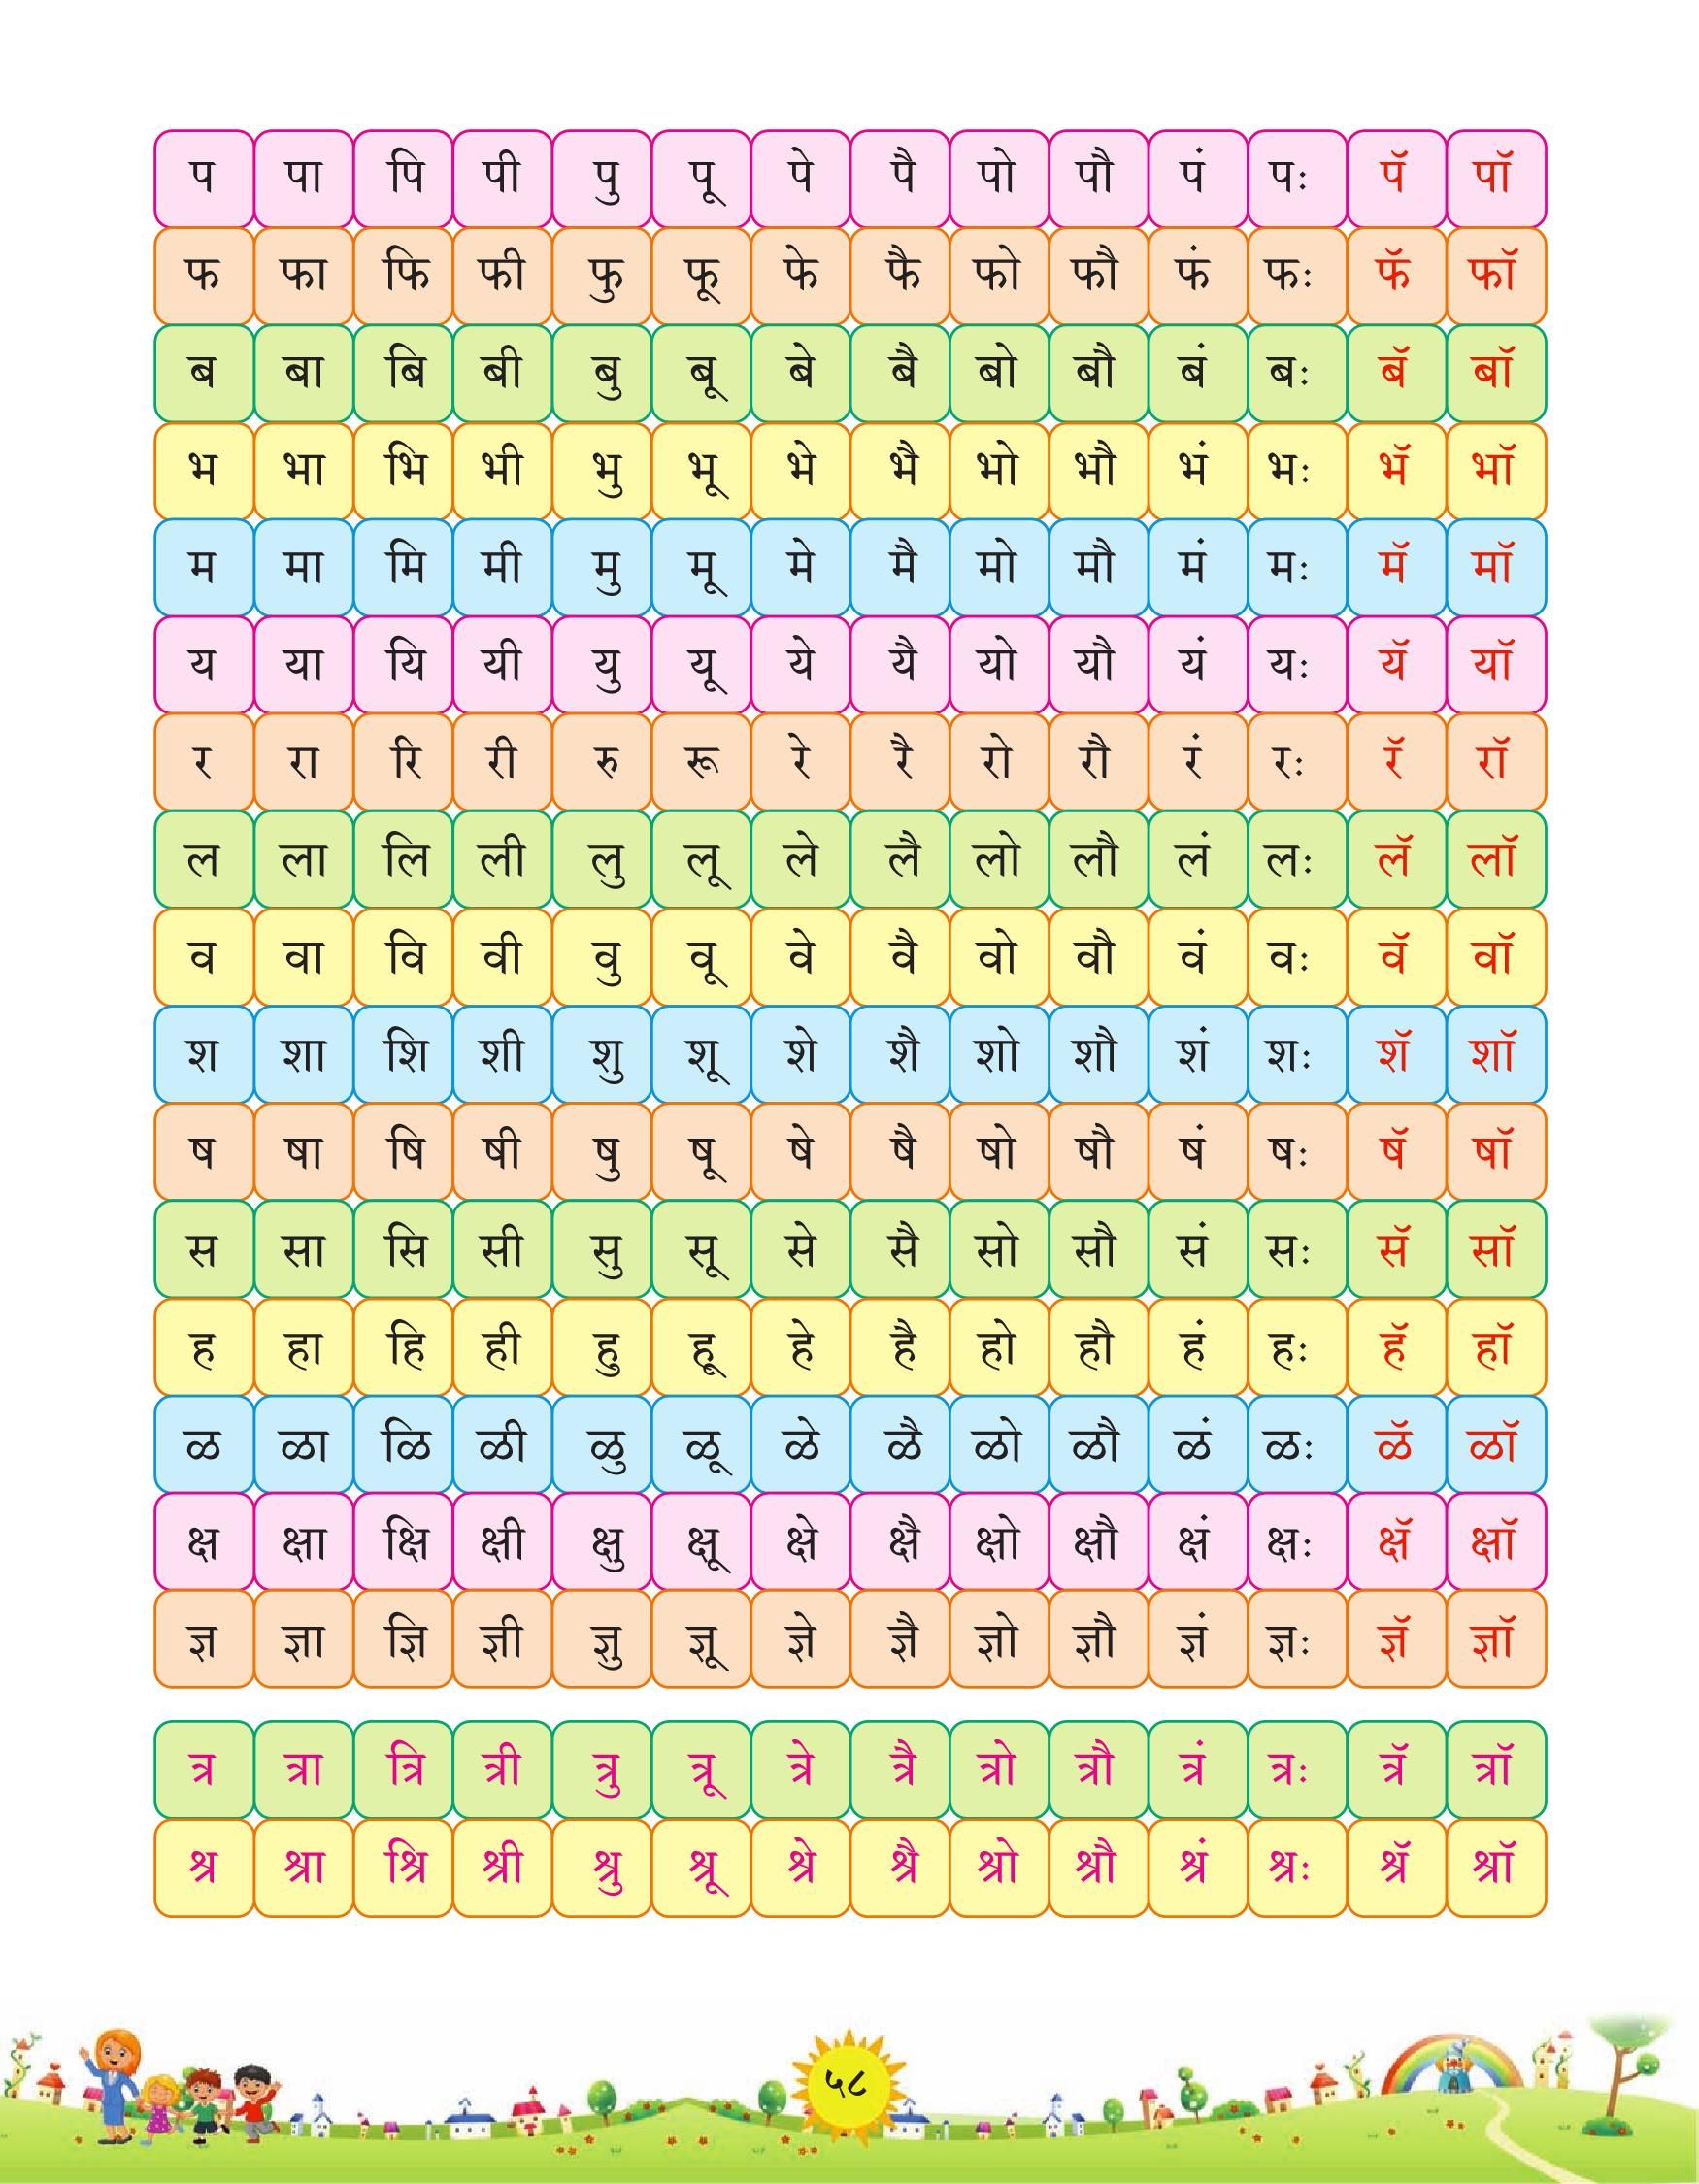 प पा पि पी पु पू पे पै पो पौ पं पः पॅ पॉ
फ फा फि फी फु फू फे फै फो फौ फं फः फॅ फॉ
ब बा बि बी बु बू बे बै बो बौ बं बः बॅ बॉ
भ भा भि भी भु भू भे भै भो भौ भं भः भॅ भॉ
म मा मि मी मु मू मे मै मो मौ मं मः मॅ मॉ
य या यि यी यु यू ये यै यो यौ यं यः यॅ यॉ
र रा रि री रु रू रे रै रो रौ रं रः रॅ रॉ
ल ला लि ली लु लू ले लै लो लौ लं लः लॅ लॉ
व वा वि वी वु वू वे वै वो वौ वं वः वॅ वॉ
श शा शि शी शु शू शे शै शो शौ शं शः शॅ शॉ
ष षा षि षी षु षू षे षै षो षौ षं षः षॅ षॉ
स सा सि सी सु सू से सै सो सौ सं सः सॅ सॉ
ह हा हि ही हु हू हे है हो हौ हं हः हॅ हॉ
ळ ळा ळि ळी ळु ळू ळे ळै ळो ळौ ळं ळः ळॅ ळॉ
क्ष क्षा क्षि क्षी क्षु क्षू क्षे क्षै क्षो क्षौ क्षं क्षः क्षॅ क्षॉ
ज्ञ ज्ञा ज्ञि ज्ञी ज्ञु ज्ञू ज्ञे ज्ञै ज्ञो ज्ञौ ज्ञं ज्ञः ज्ञॅ ज्ञॉ
त्र त्रा त्रि त्री त्रु त्रू त्रे त्रै त्रो त्रौ त्रं त्रः त्रॅ त्रॉ
श्र श्रा श्रि श्री श्रु श्रू श्रे श्रै श्रो श्रौ श्रं श्रः श्रॅ श्रॉ
५८